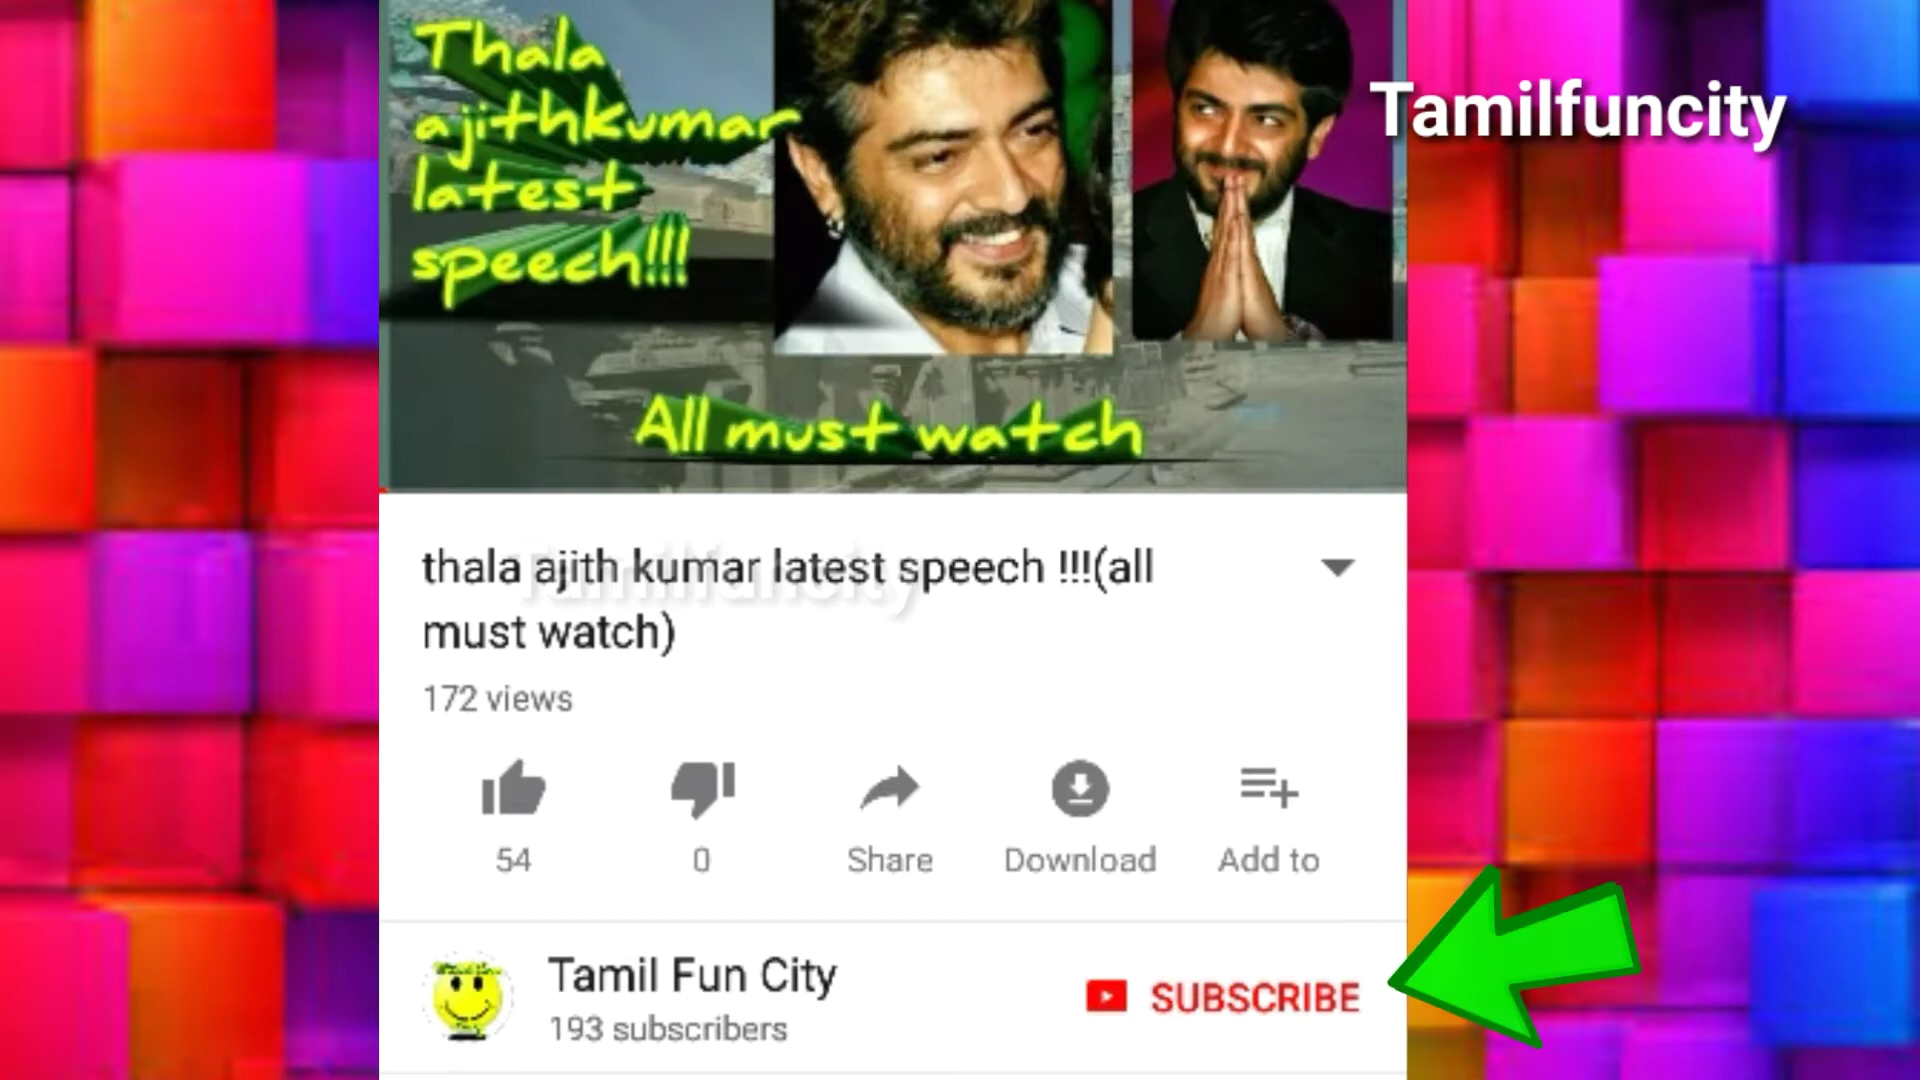 Thala
ajithkumar
latest
speech!!!
Tamilfuncity
All must watch
thala ajith kumar latest speech !!!(all
must watch)
Tamilfuncity
172 views
54
0
Share
Download
Add to
Tamil Fun City
193 subscribers
SUBSCRIBE